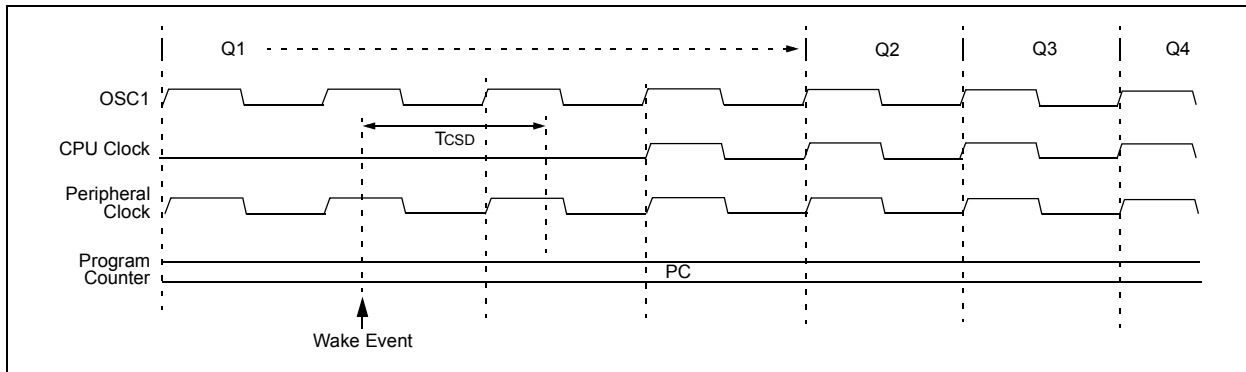 Q1
Q2
Q3
Q4
OSC1
TCSD
CPU Clock
Peripheral
Clock
Program
Counter
PC
Wake Event